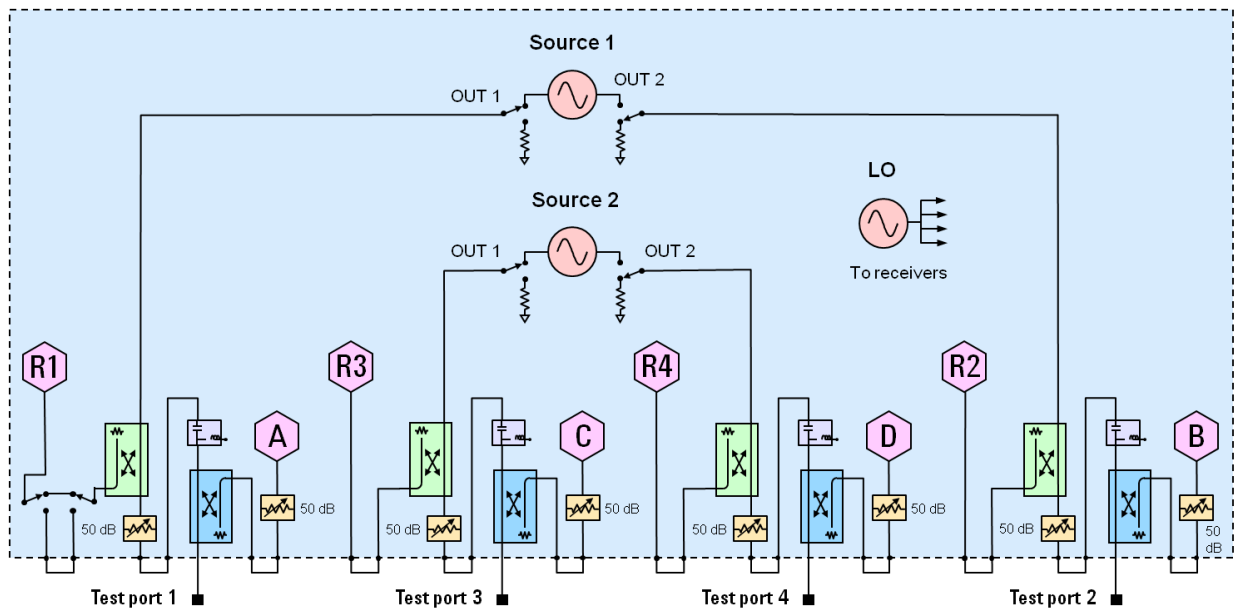 Source 1
OUT 1
OUT 2
Source 2
OUT 1
OUT 2
LO
To receivers
R1
R3
R4
R2
A
C
D
B
50 dB
50 dB
50 dB
50 dB
50 dB
50 dB
50 dB
50
dB
Test port 1
Test port 3
Test port 4
Test port 2